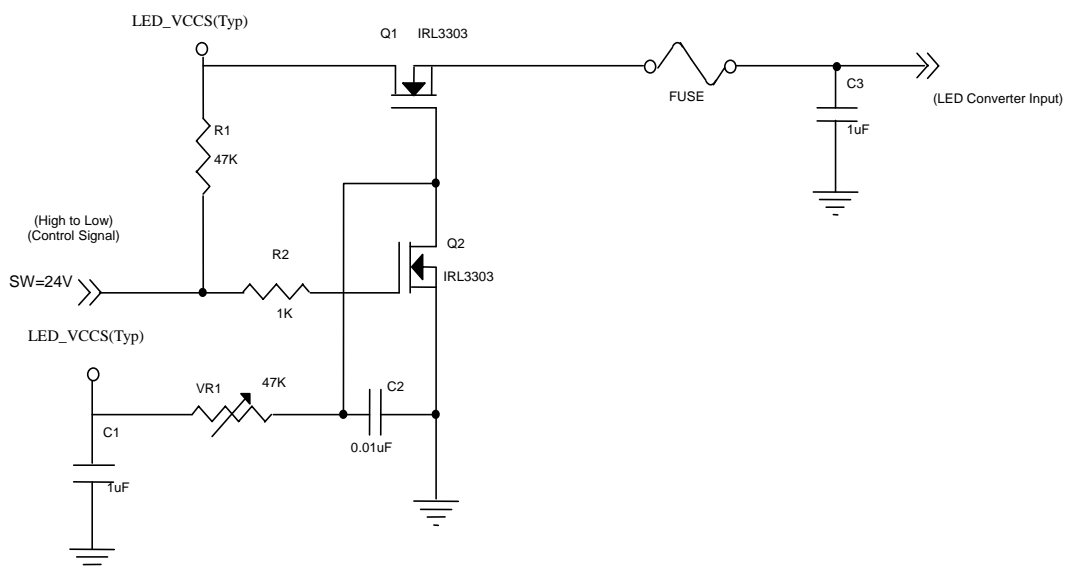 LED_VCCS(Typ)
Q1
IRL3303
FUSE
C3
1uF
(LED Converter Input)
R1
47K
(High to Low)
(Control Signal)
SW=24V
R2
1K
Q2
IRL3303
LED_VCCS(Typ)
VR1
47K
C2
0.01uF
C1
1uF